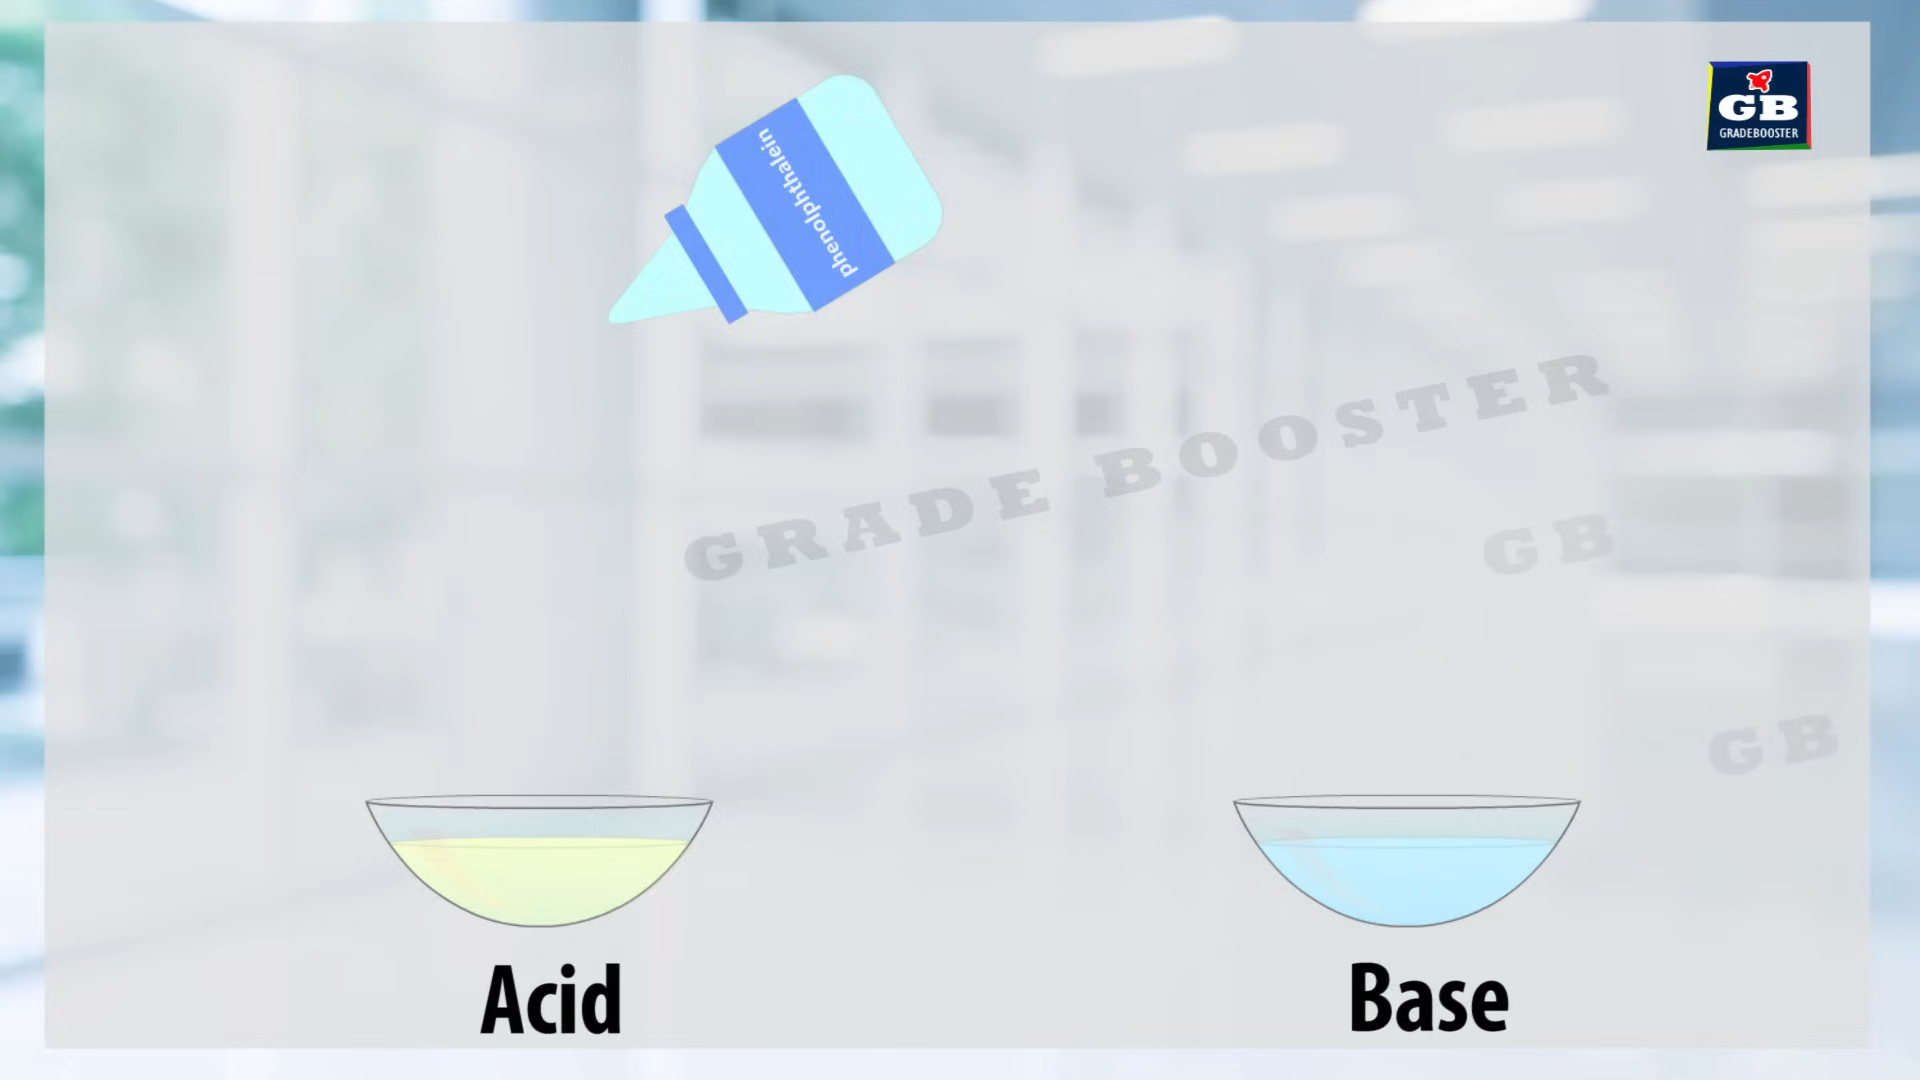 GB
GRADEBOOSTER
phenolphthalein
GRADE BOOSTER
GB
GB
Acid
Base